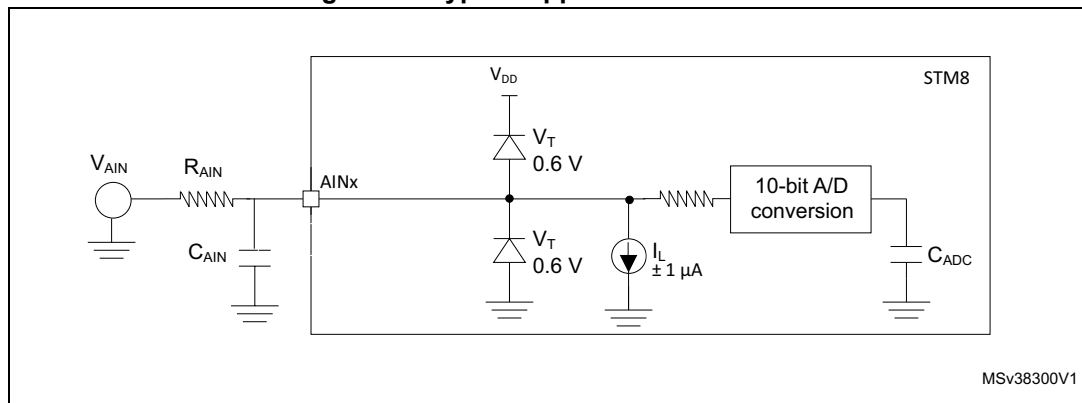 V_DD
STM8
V_T
0.6 V
V_AIN
R_AIN
AINx
10-bit A/D
conversion
C_AIN
V_T
0.6 V
I_L
± 1 µA
C_ADC
MSv38300V1